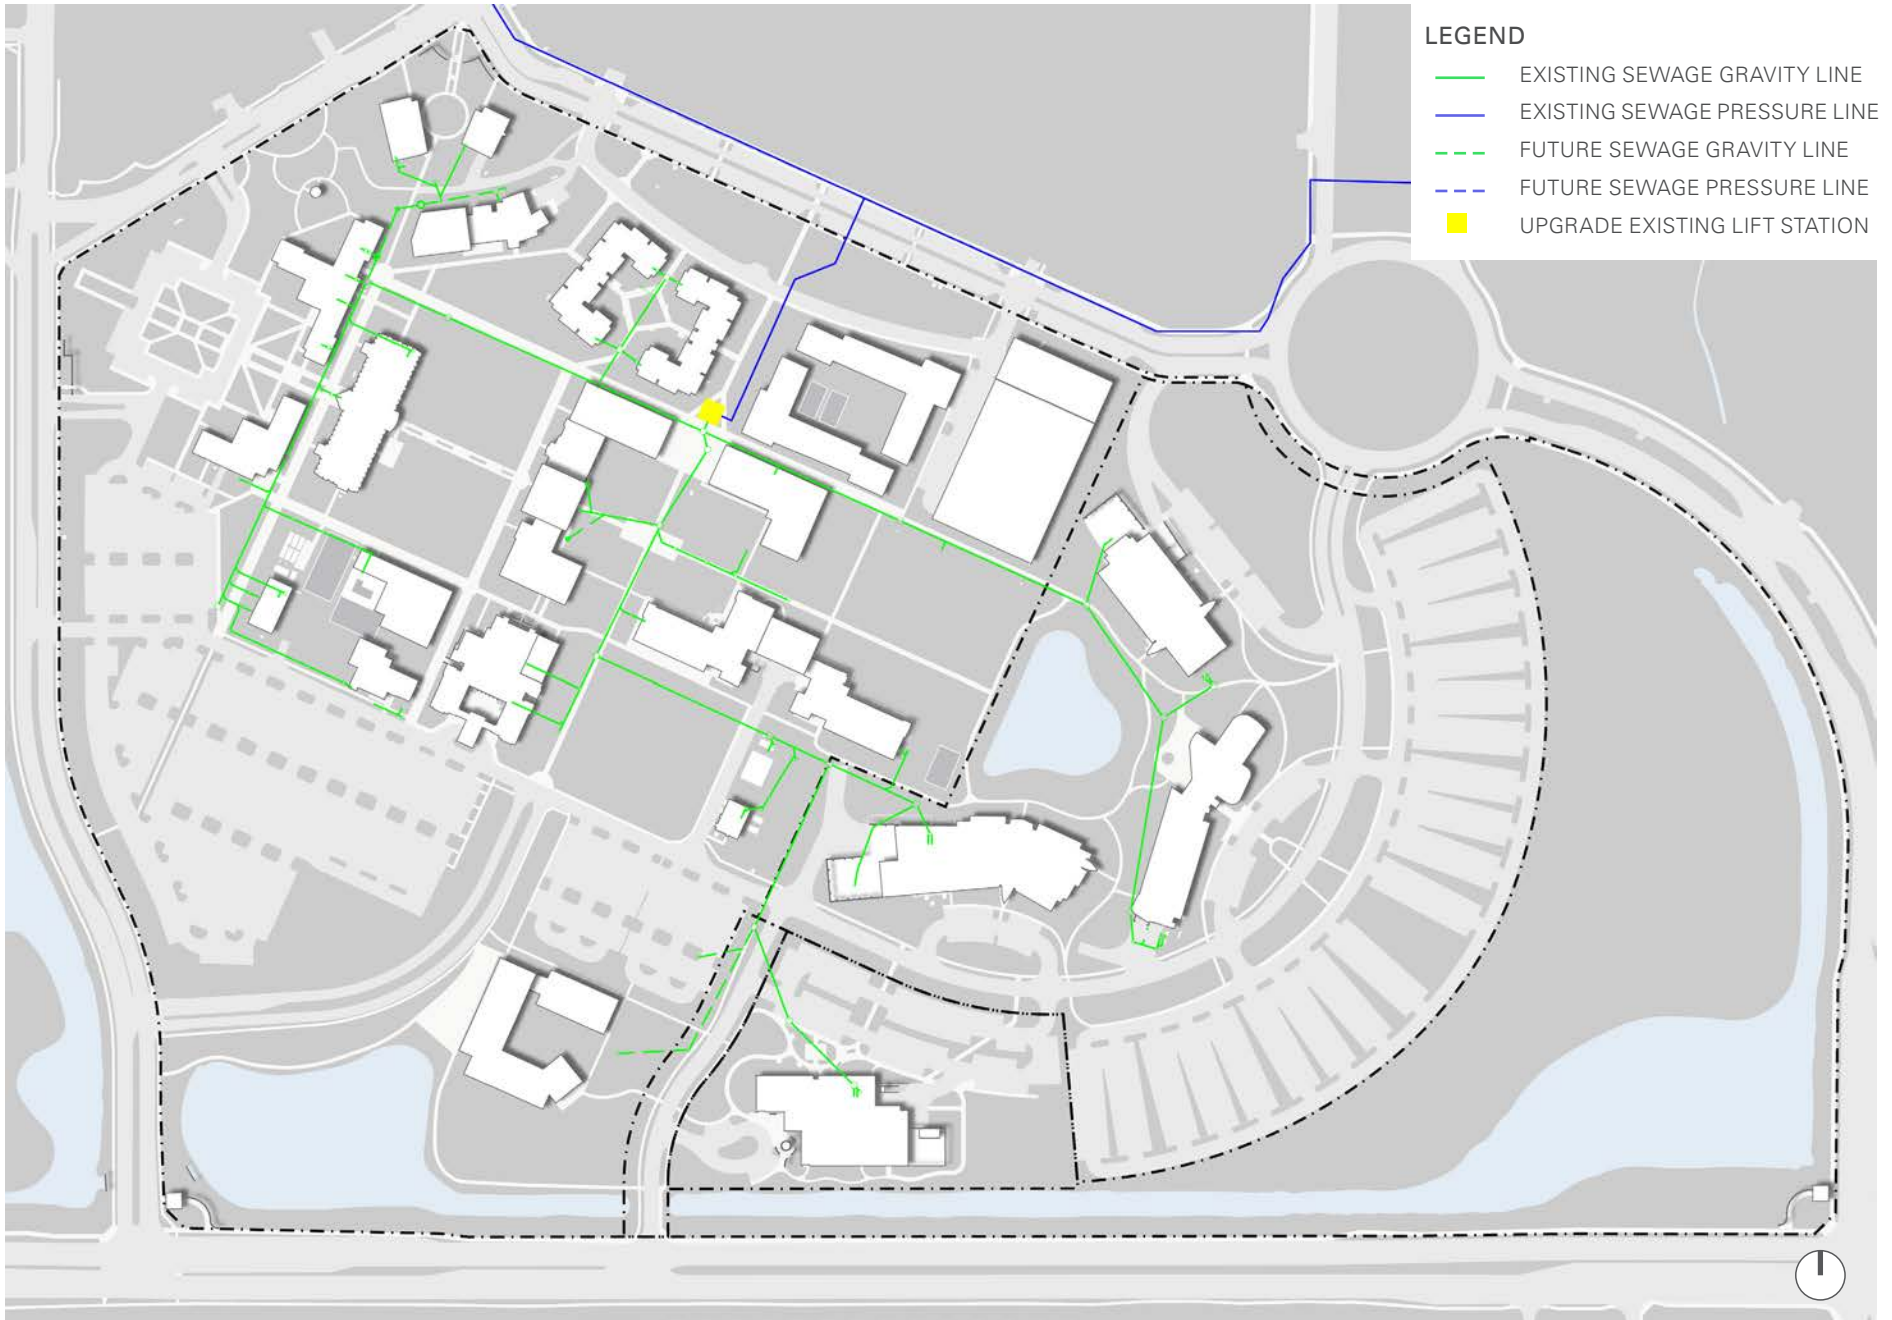 LEGEND
EXISTING SEWAGE GRAVITY LINE
EXISTING SEWAGE PRESSURE LINE
FUTURE SEWAGE GRAVITY LINE
FUTURE SEWAGE PRESSURE LINE
UPGRADE EXISTING LIFT STATION